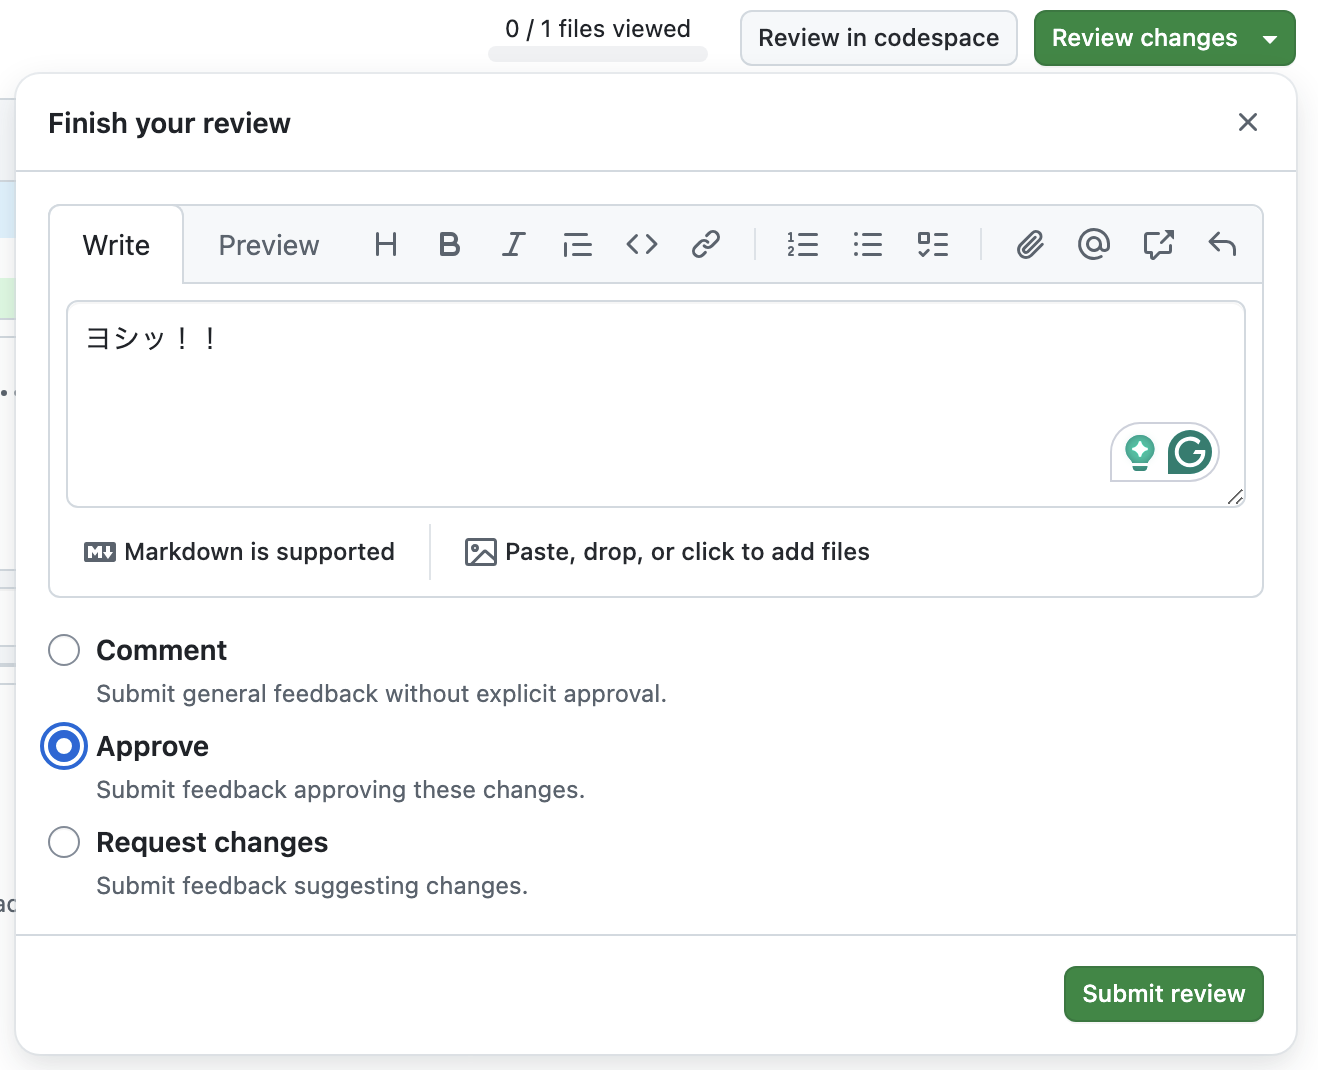 0 / 1 files viewed
Review in codespace
Review changes
Finish your review
Write
Preview
ヨシッ！！
Markdown is supported
Paste, drop, or click to add files
Comment
Submit general feedback without explicit approval.
Approve
Submit feedback approving these changes.
Request changes
Submit feedback suggesting changes.
Submit review